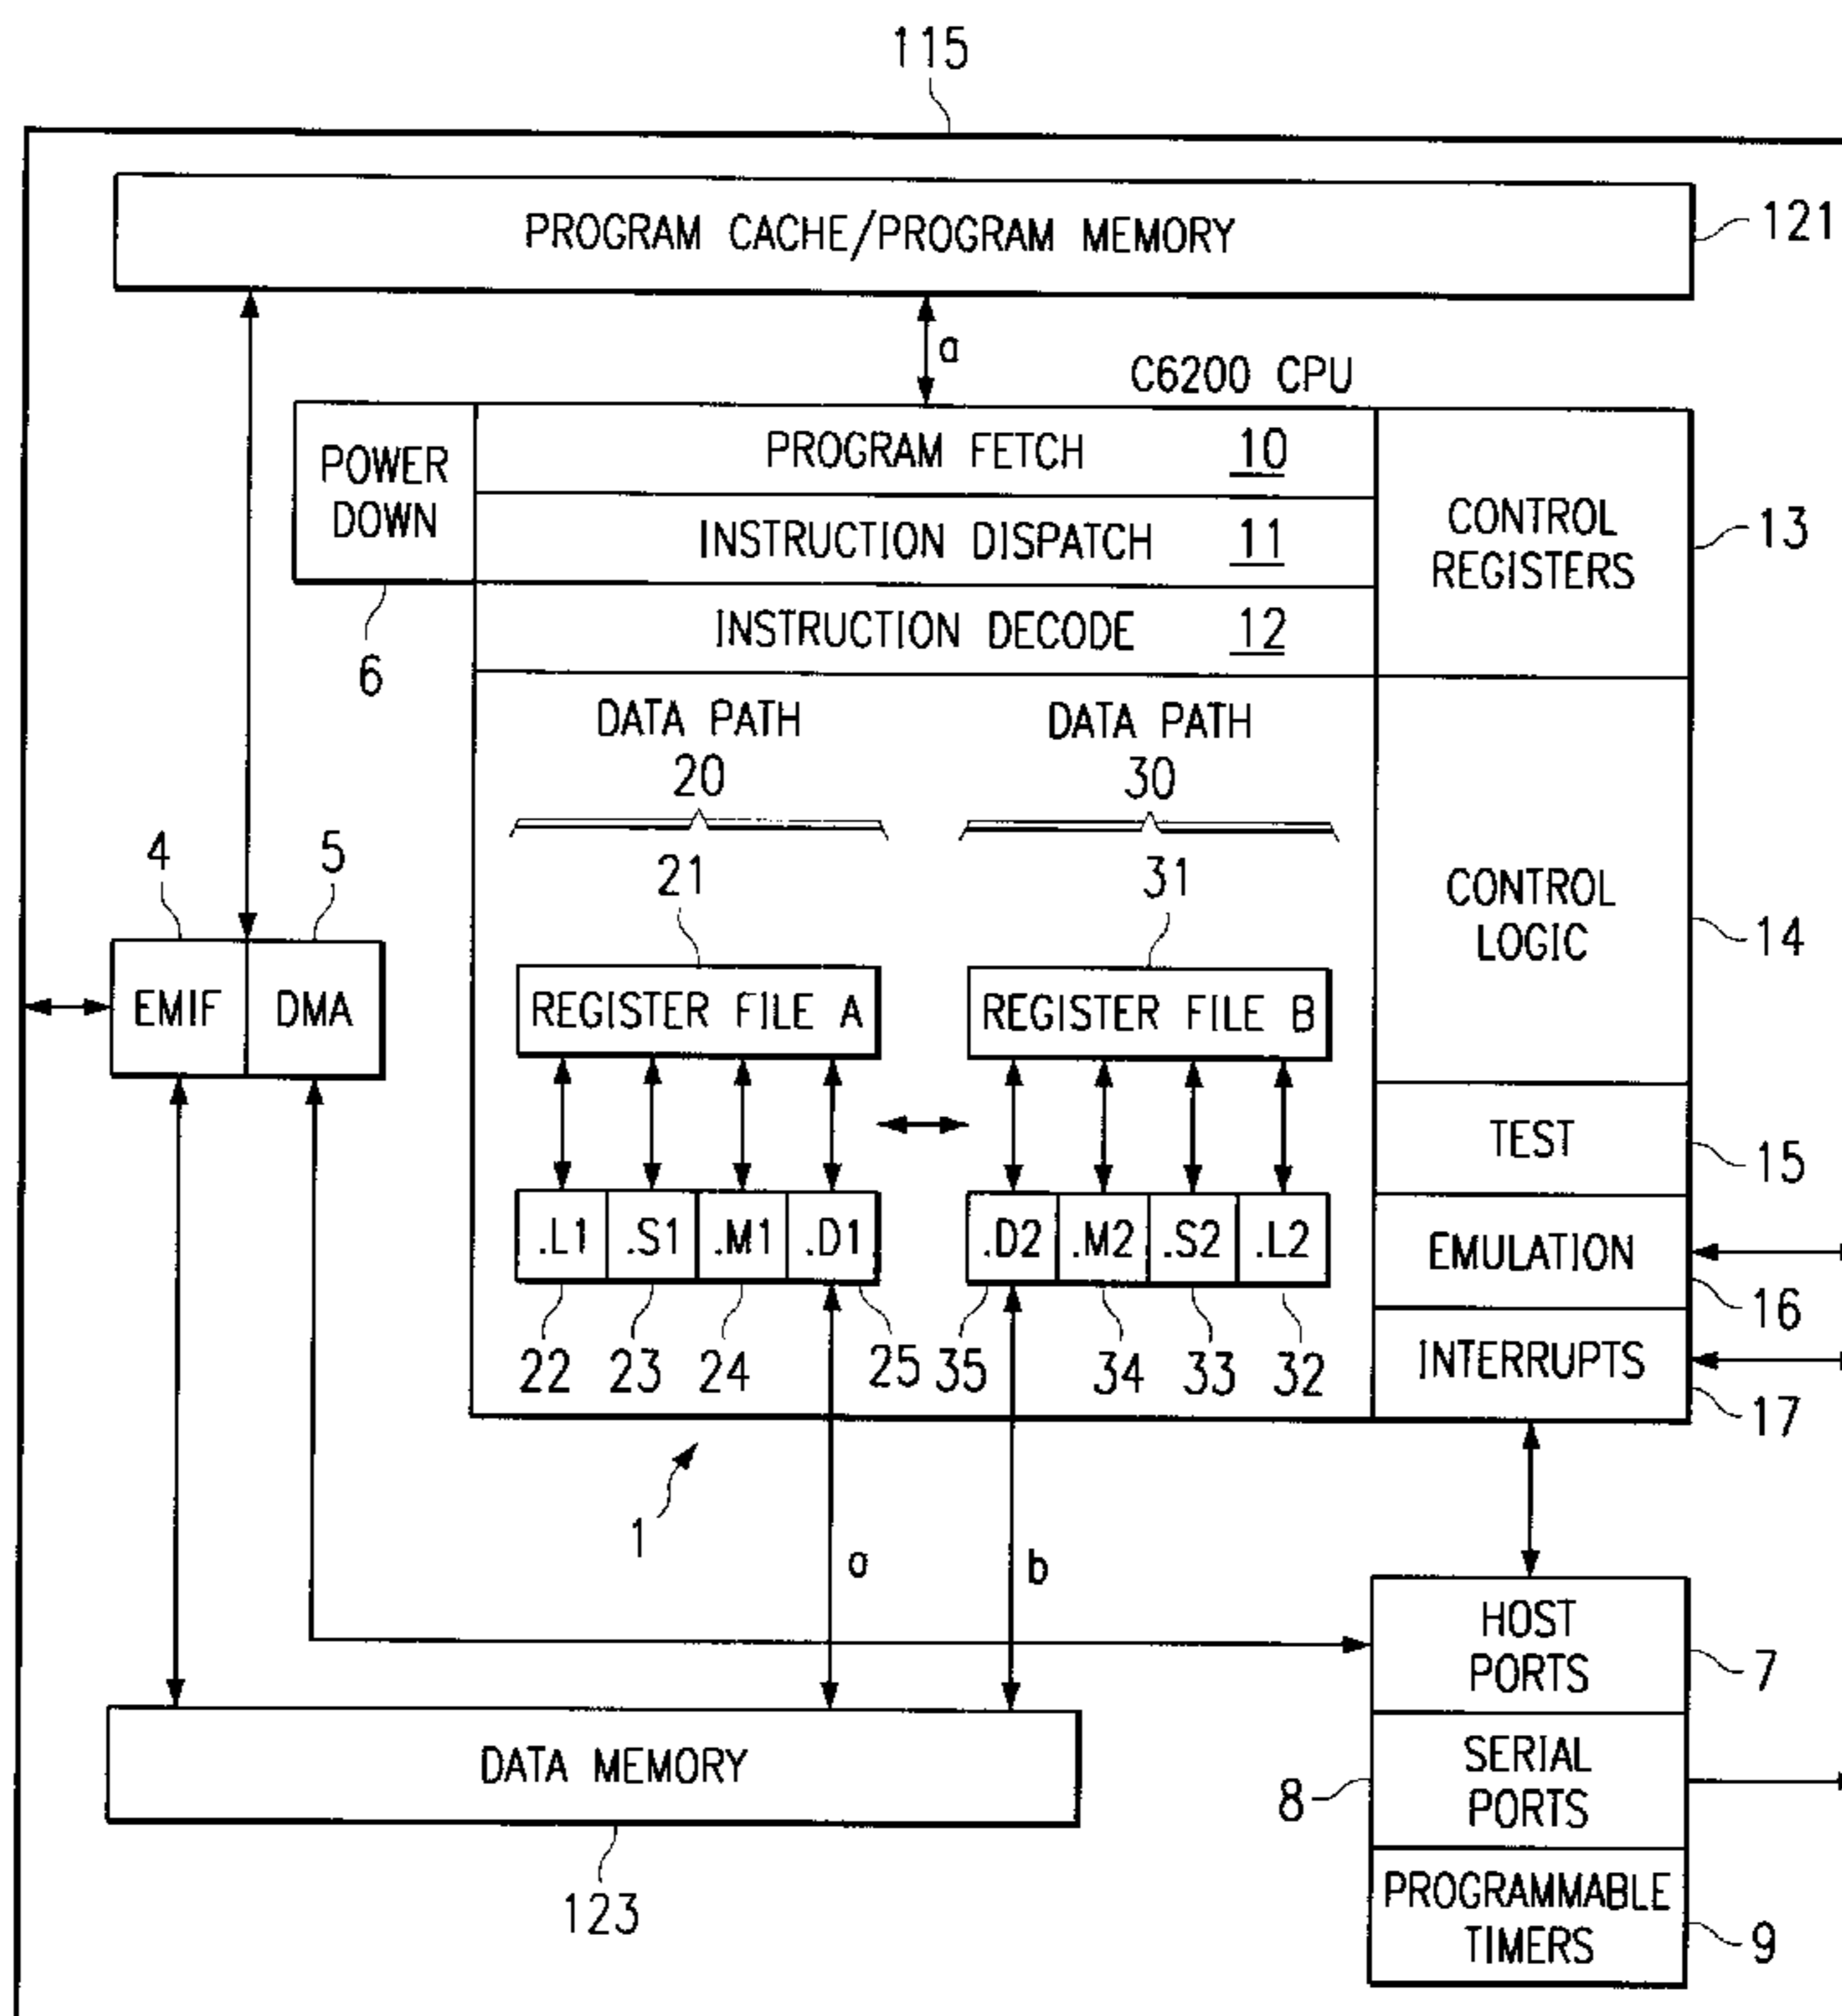 115
PROGRAM CACHE/PROGRAM MEMORY
121
a
C6200 CPU
POWER
DOWN
6
PROGRAM FETCH 10
INSTRUCTION DISPATCH 11
INSTRUCTION DECODE 12
CONTROL
REGISTERS
13
DATA PATH
20
DATA PATH
30
4
5
21
31
CONTROL
LOGIC
14
EMIF
DMA
REGISTER FILE A
REGISTER FILE B
TEST
15
.L1
.S1
.M1
.D1
.D2
.M2
.S2
.L2
EMULATION
16
22
23
24
25
35
34
33
32
INTERRUPTS
17
1
a
b
HOST
PORTS
7
DATA MEMORY
123
SERIAL
PORTS
8
PROGRAMMABLE
TIMERS
9